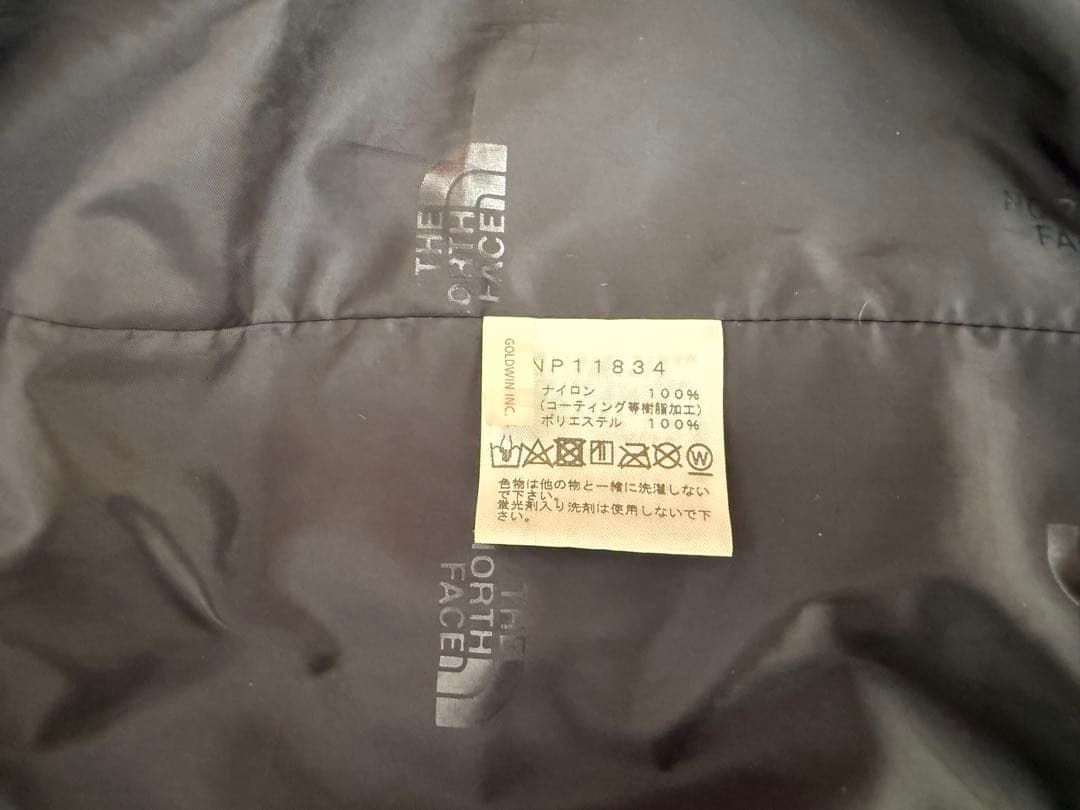 THE
NORTH
FACE
NO
FA
GOLDWIN INC.
NP11834
ナイロン 100%
(コーティング等樹脂加工)
ポリエステル 100%
W
色物は他の物と一緒に洗濯しない
で下さい。
蛍光剤入り洗剤は使用しないで下
さい。
THE
NORTH
FACE